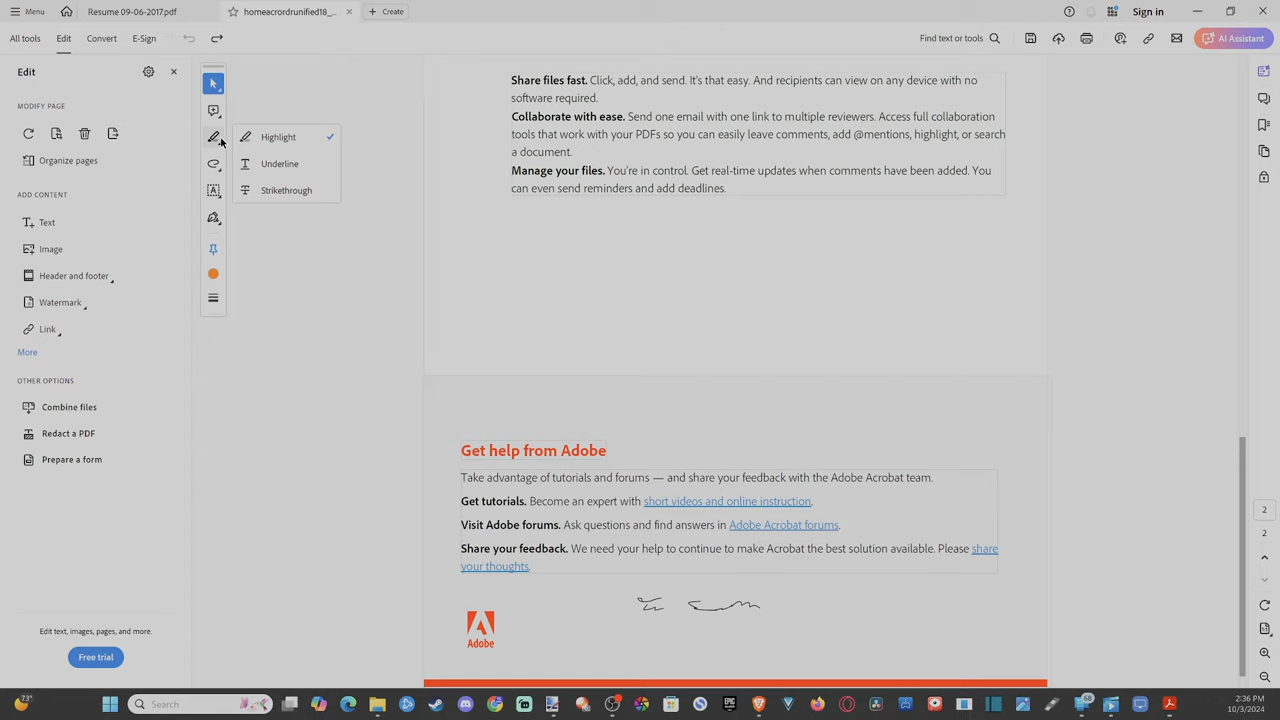 Menu Resume 09-06-2017.pdf homeacrordrunified18_... Create Sign in
All tools Edit Convert E-Sign Find text or tools AI Assistant
Edit
MODIFY PAGE
Organize pages
ADD CONTENT
Text
Image
Header and footer
Watermark
Link
More
OTHER OPTIONS
Combine files
Redact a PDF
Prepare a form
Edit text, images, pages, and more.
Free trial
Highlight
Underline
Strikethrough
Share files fast. Click, add, and send. It's that easy. And recipients can view on any device with no
software required.
Collaborate with ease. Send one email with one link to multiple reviewers. Access full collaboration
tools that work with your PDFs so you can easily leave comments, add @mentions, highlight, or search
a document.
Manage your files. You're in control. Get real-time updates when comments have been added. You
can even send reminders and add deadlines.
Get help from Adobe
Take advantage of tutorials and forums — and share your feedback with the Adobe Acrobat team.
Get tutorials. Become an expert with short videos and online instruction.
Visit Adobe forums. Ask questions and find answers in Adobe Acrobat forums.
Share your feedback. We need your help to continue to make Acrobat the best solution available. Please share
your thoughts.
Adobe
2
2
73°
Search
68
2:36 PM
10/3/2024